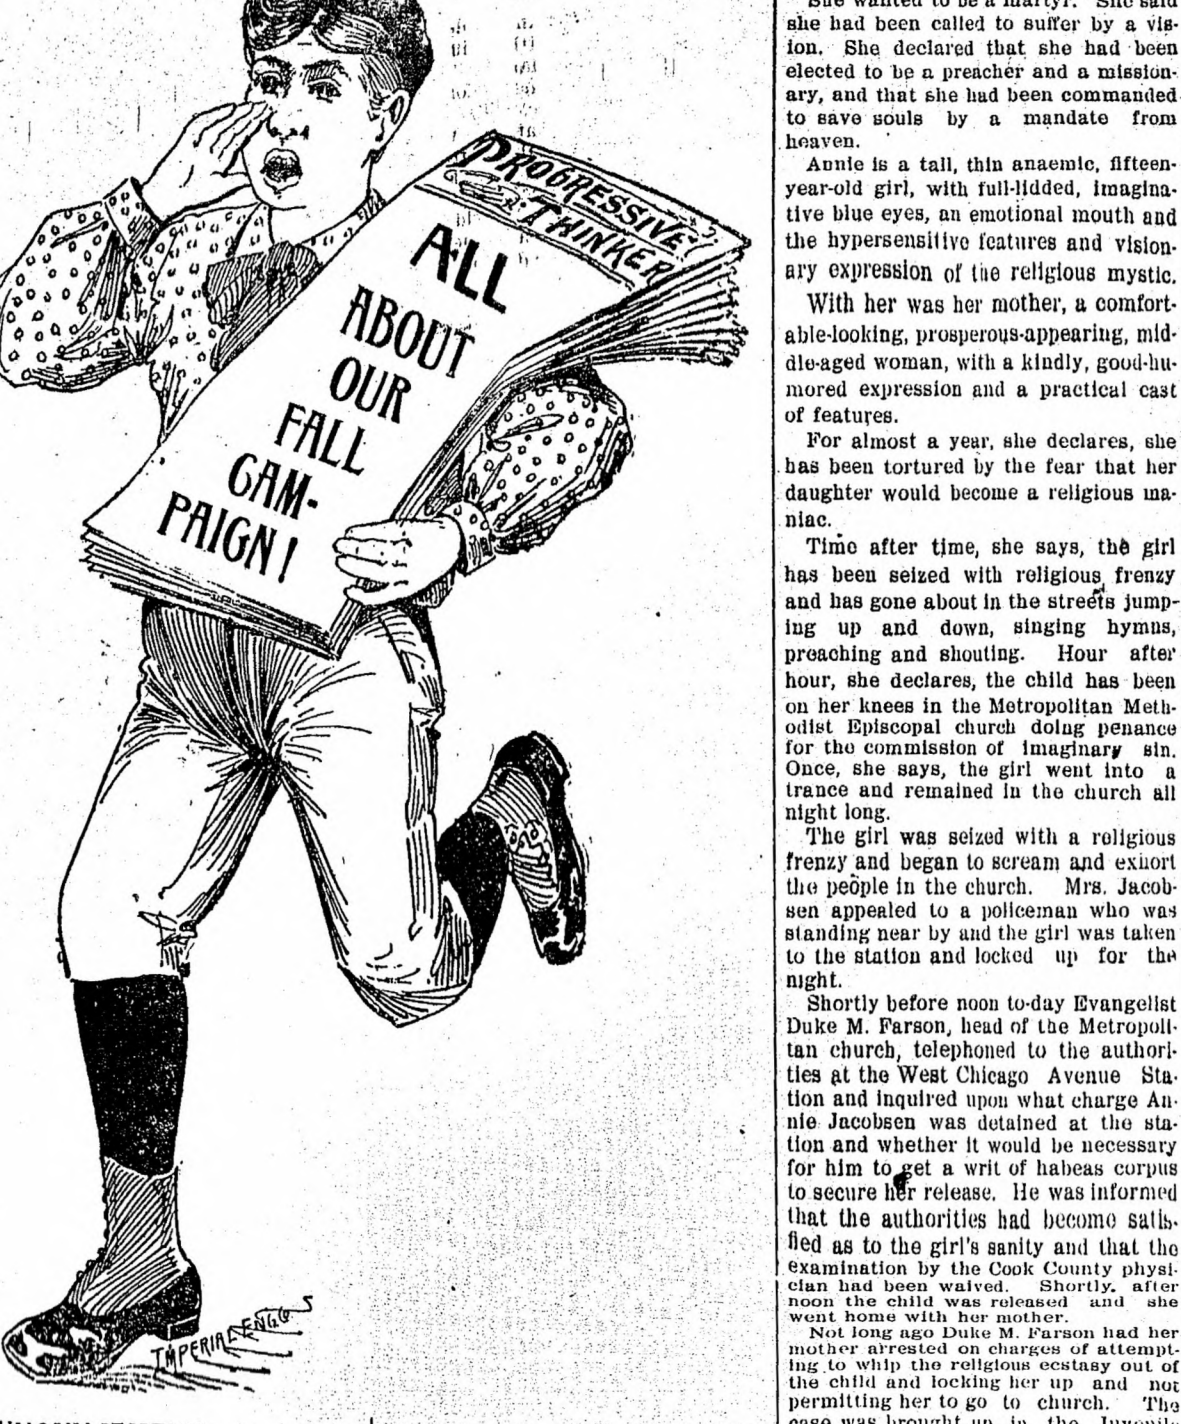 PROGRESSIVE
THINKER
ALL
ABOUT
OUR
FALL
CAM-
PAIGN!
IMPERIAL ENG CO
She wanted to be a martyr. She said
she had been called to suffer by a vis-
ion. She declared that she had been
elected to be a preacher and a mission-
ary, and that she had been commanded
to save souls by a mandate from
heaven.
Annie is a tall, thin anaemic, fifteen-
year-old girl, with full-lidded, imagina-
tive blue eyes, an emotional mouth and
the hypersensitive features and vision-
ary expression of the religious mystic.
With her was her mother, a comfort-
able-looking, prosperous-appearing, mid-
dle-aged woman, with a kindly, good-hu-
mored expression and a practical cast
of features.
For almost a year, she declares, she
has been tortured by the fear that her
daughter would become a religious ma-
niac.
Time after time, she says, the girl
has been seized with religious frenzy
and has gone about in the streets jump-
ing up and down, singing hymns,
preaching and shouting. Hour after
hour, she declares, the child has been
on her knees in the Metropolitan Meth-
odist Episcopal church doing penance
for the commission of imaginary sin.
Once, she says, the girl went into a
trance and remained in the church all
night long.
The girl was seized with a religious
frenzy and began to scream and exhort
the people in the church. Mrs. Jacob-
sen appealed to a policeman who was
standing near by and the girl was taken
to the station and locked up for the
night.
Shortly before noon to-day Evangelist
Duke M. Farson, head of the Metropoli-
tan church, telephoned to the authori-
ties at the West Chicago Avenue Sta-
tion and inquired upon what charge An-
nie Jacobsen was detained at the sta-
tion and whether it would be necessary
for him to get a writ of habeas corpus
to secure her release. He was informed
that the authorities had become satis-
fied as to the girl's sanity and that the
examination by the Cook County physi-
cian had been waived. Shortly. after
noon the child was released and she
went home with her mother.
Not long ago Duke M. Farson had her
mother arrested on charges of attempt-
ing to whip the religious ecstasy out of
the child and locking her up and not
permitting her to go to church. The
case was brought up in the Juvenile